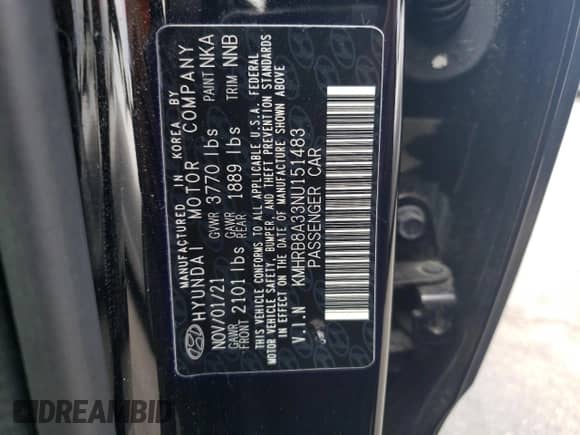 MANUFACTURED IN KOREA BY
HYUNDAI MOTOR COMPANY
NOV/01/21 GVWR 3770 lbs PAINT NKA
GAWR FRONT 2101 lbs GAWR REAR 1889 lbs TRIM NNB
THIS VEHICLE CONFORMS TO ALL APPLICABLE U.S.A. FEDERAL
MOTOR VEHICLE SAFETY, BUMPER, AND THEFT PREVENTION STANDARDS
IN EFFECT ON THE DATE OF MANUFACTURE SHOWN ABOVE
V.I.N KMHRB8A33NU151483
PASSENGER CAR
DREAMBID